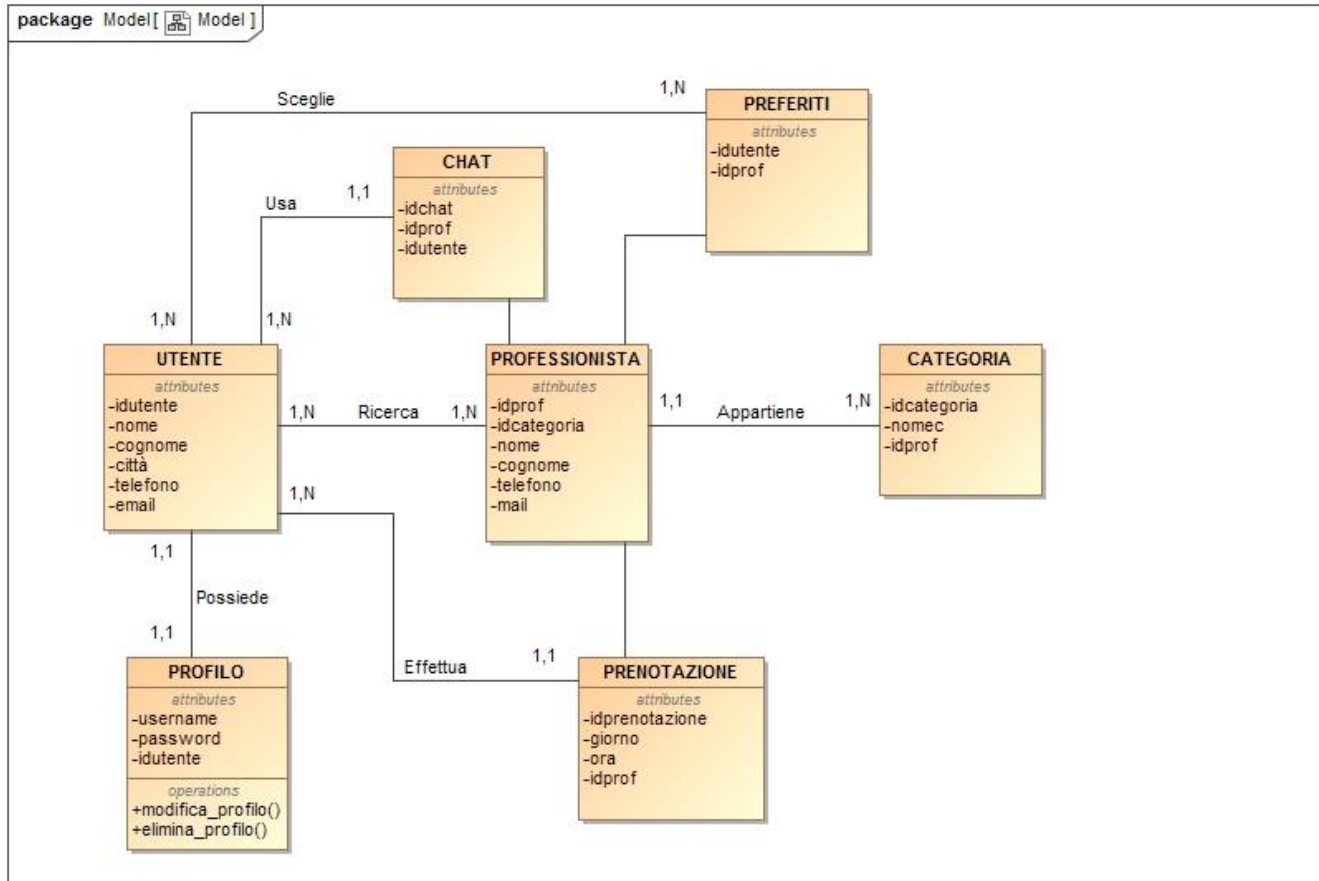 package Model[ Model ]
Sceglie
1,N
1,N
PREFERITI
attributes
-idutente
-idprof
CHAT
attributes
-idchat
-idprof
-idutente
Usa
1,1
1,N
UTENTE
attributes
-idutente
-nome
-cognome
-città
-telefono
-email
1,N
Ricerca
1,N
PROFESSIONISTA
attributes
-idprof
-idcategoria
-nome
-cognome
-telefono
-mail
1,1
Appartiene
1,N
CATEGORIA
attributes
-idcategoria
-nomec
-idprof
1,N
1,1
Possiede
1,1
Effettua
1,1
PROFILO
attributes
-username
-password
-idutente
operations
+modifica_profilo()
+elimina_profilo()
PRENOTAZIONE
attributes
-idprenotazione
-giorno
-ora
-idprof